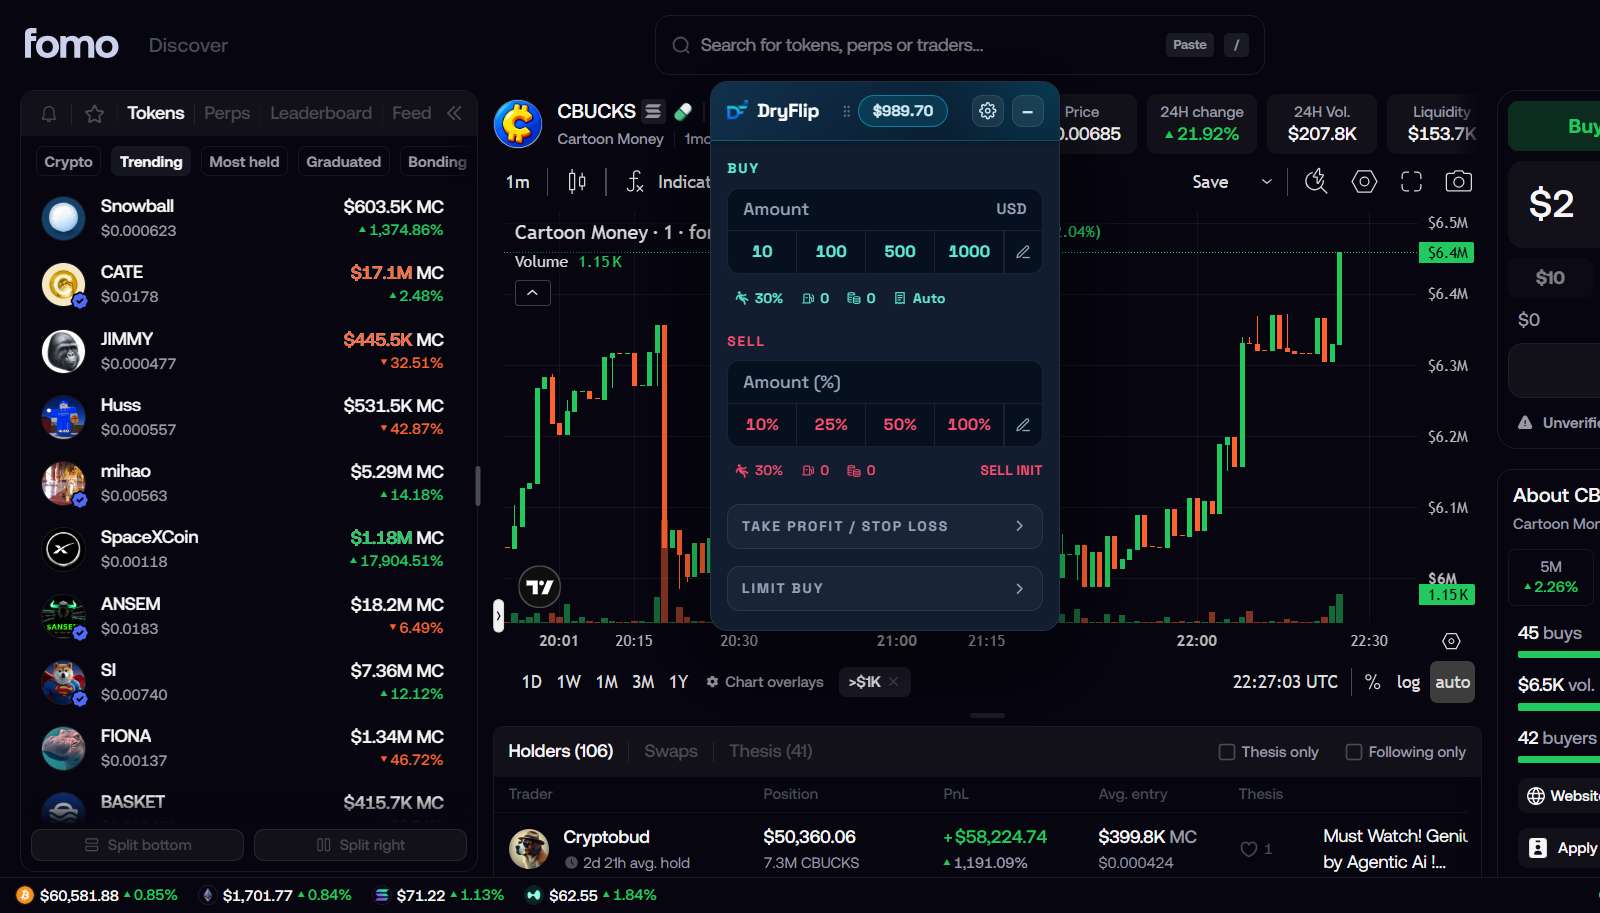 fomo
Discover
Search for tokens, perps or traders...
Paste
/
Tokens
Perps
Leaderboard
Feed
Crypto
Trending
Most held
Graduated
Bonding
Snowball
$603.5K MC
$0.000623
1,374.86%
CATE
$17.1M MC
$0.0178
2.48%
JIMMY
$445.5K MC
$0.000477
32.51%
Huss
$531.5K MC
$0.000557
42.87%
mihao
$5.29M MC
$0.00563
14.18%
SpaceXCoin
$1.18M MC
$0.00118
17,904.51%
ANSEM
$18.2M MC
$0.0183
6.49%
SI
$7.36M MC
$0.00740
12.12%
FIONA
$1.34M MC
$0.00137
46.72%
BASKET
$415.7K MC
Split bottom
Split right
CBUCKS
Cartoon Money
1mo
Price
0.00685
24H change
21.92%
24H Vol.
$207.8K
Liquidity
$153.7K
1m
Indicat
Save
Cartoon Money · 1 · for
2.04%)
Volume 1.15K
$6.5M
$6.4M
$6.4M
$6.3M
$6.2M
$6.1M
$6M
1.15K
20:01
20:15
20:30
21:00
21:15
22:00
22:30
1D
1W
1M
3M
1Y
Chart overlays
>$1K
22:27:03 UTC
%
log
auto
DryFlip
$989.70
BUY
Amount
USD
10
100
500
1000
30%
0
0
Auto
SELL
Amount (%)
10%
25%
50%
100%
30%
0
0
SELL INIT
TAKE PROFIT / STOP LOSS
LIMIT BUY
Holders (106)
Swaps
Thesis (41)
Thesis only
Following only
Trader
Position
PnL
Avg. entry
Thesis
Cryptobud
2d 21h avg. hold
$50,360.06
7.3M CBUCKS
+$58,224.74
1,191.09%
$399.8K MC
$0.000424
1
Must Watch! Geniu
by Agentic Ai !...
Buy
$2
$10
$0
Unverifie
About CB
Cartoon Mon
5M
2.26%
45 buys
$6.5K vol.
42 buyers
Website
Apply
$60,581.88
0.85%
$1,701.77
0.84%
$71.22
1.13%
$62.55
1.84%